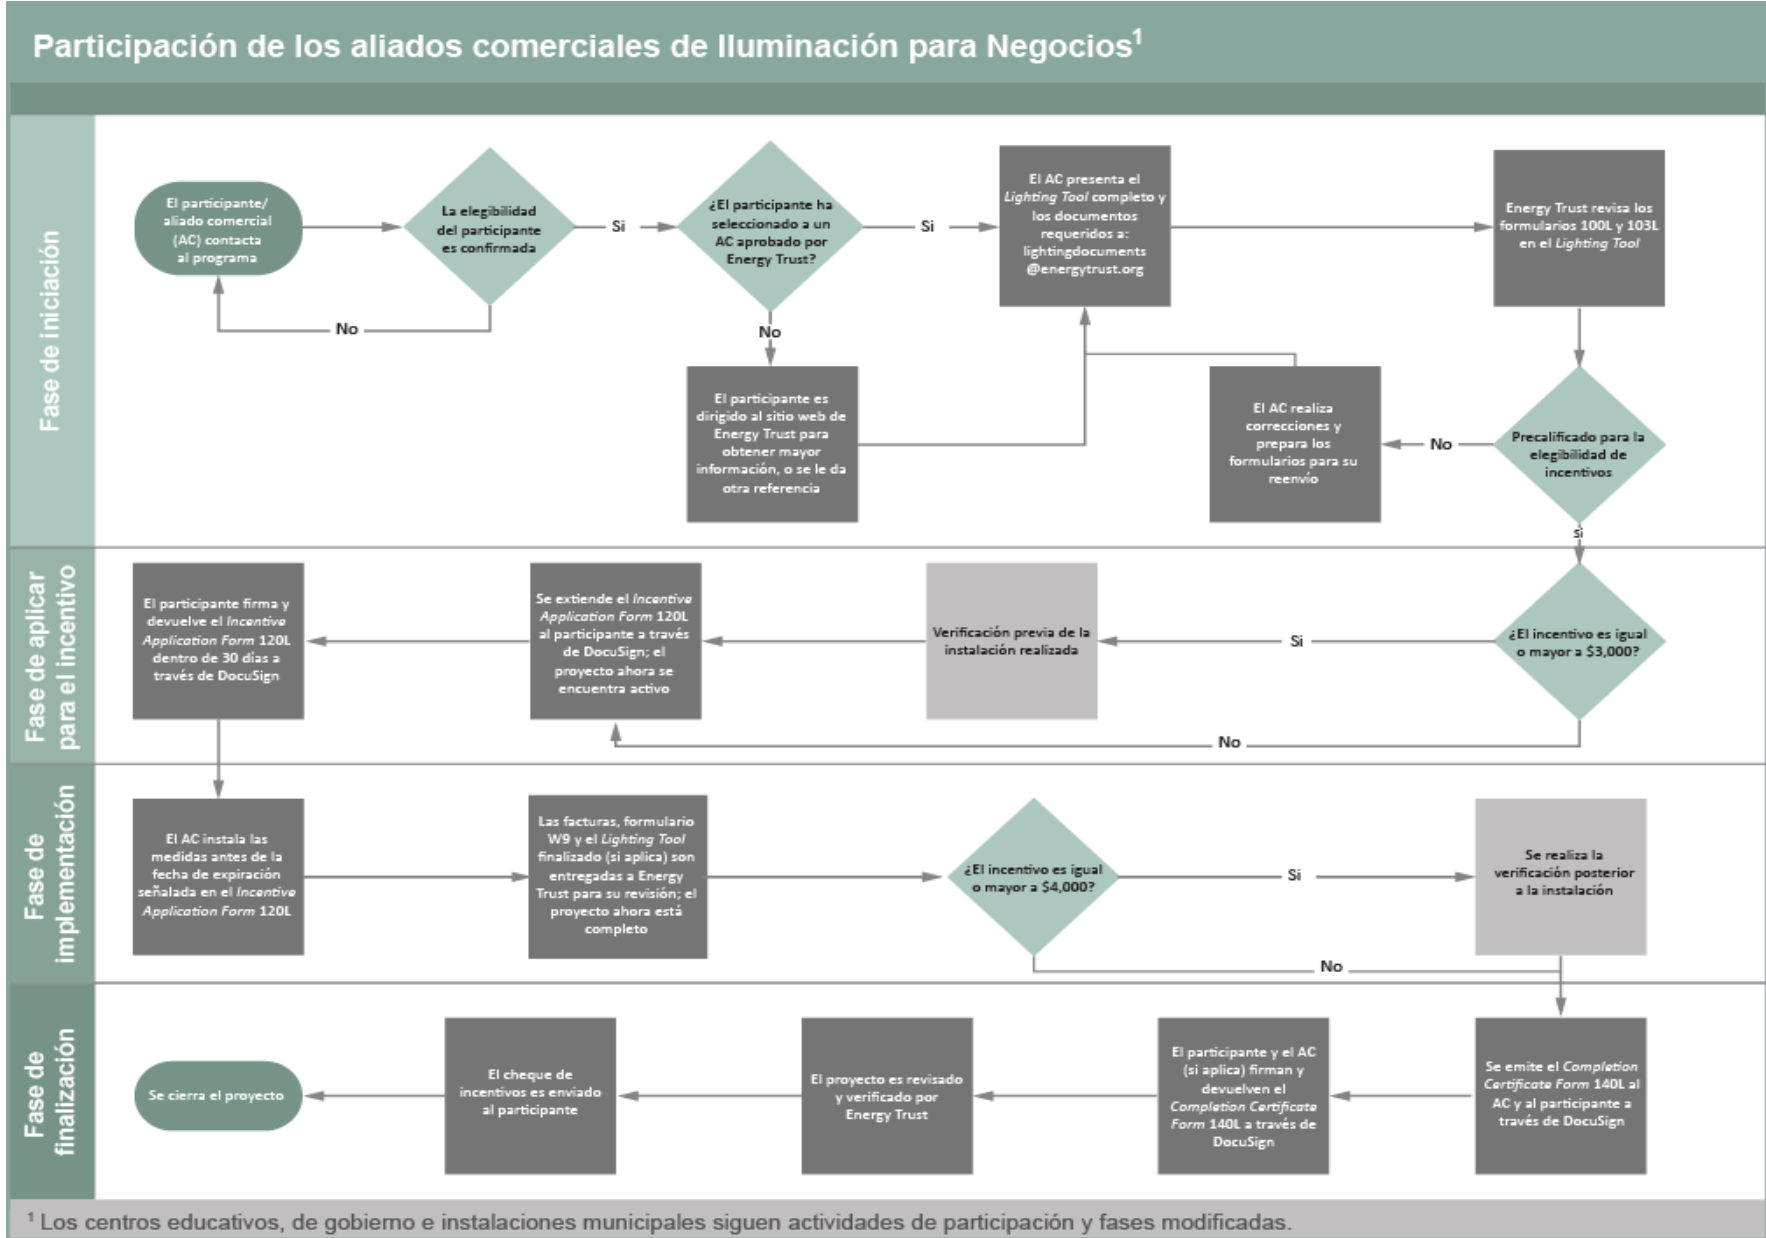 Participación de los aliados comerciales de Iluminación para Negocios¹
Fase de iniciación
El participante/
aliado comercial
(AC) contacta
al programa
La elegibilidad
del participante
es confirmada
Si
No
¿El participante ha
seleccionado a un
AC aprobado por
Energy Trust?
Si
No
El AC presenta el
Lighting Tool completo y
los documentos
requeridos a:
lightingdocuments
@energytrust.org
Energy Trust revisa los
formularios 100L y 103L
en el Lighting Tool
El participante es
dirigido al sitio web de
Energy Trust para
obtener mayor
información, o se le da
otra referencia
El AC realiza
correcciones y
prepara los
formularios para su
reenvío
No
Precalificado para la
elegibilidad de
incentivos
si
Fase de aplicar
para el incentivo
El participante firma y
devuelve el Incentive
Application Form 120L
dentro de 30 días a
través de DocuSign
Se extiende el Incentive
Application Form 120L
al participante a través
de DocuSign; el
proyecto ahora se
encuentra activo
Verificación previa de la
instalación realizada
Si
¿El incentivo es igual
o mayor a $3,000?
No
Fase de
implementación
El AC instala las
medidas antes de la
fecha de expiración
señalada en el Incentive
Application Form 120L
Las facturas, formulario
W9 y el Lighting Tool
finalizado (si aplica) son
entregadas a Energy
Trust para su revisión; el
proyecto ahora está
completo
¿El incentivo es igual
o mayor a $4,000?
Si
No
Se realiza la
verificación posterior
a la instalación
Fase de
finalización
Se cierra el proyecto
El cheque de
incentivos es enviado
al participante
El proyecto es revisado
y verificado por
Energy Trust
El participante y el AC
(si aplica) firman y
devuelven el
Completion Certificate
Form 140L a través de
DocuSign
Se emite el Completion
Certificate Form 140L al
AC y al participante a
través de DocuSign
¹ Los centros educativos, de gobierno e instalaciones municipales siguen actividades de participación y fases modificadas.